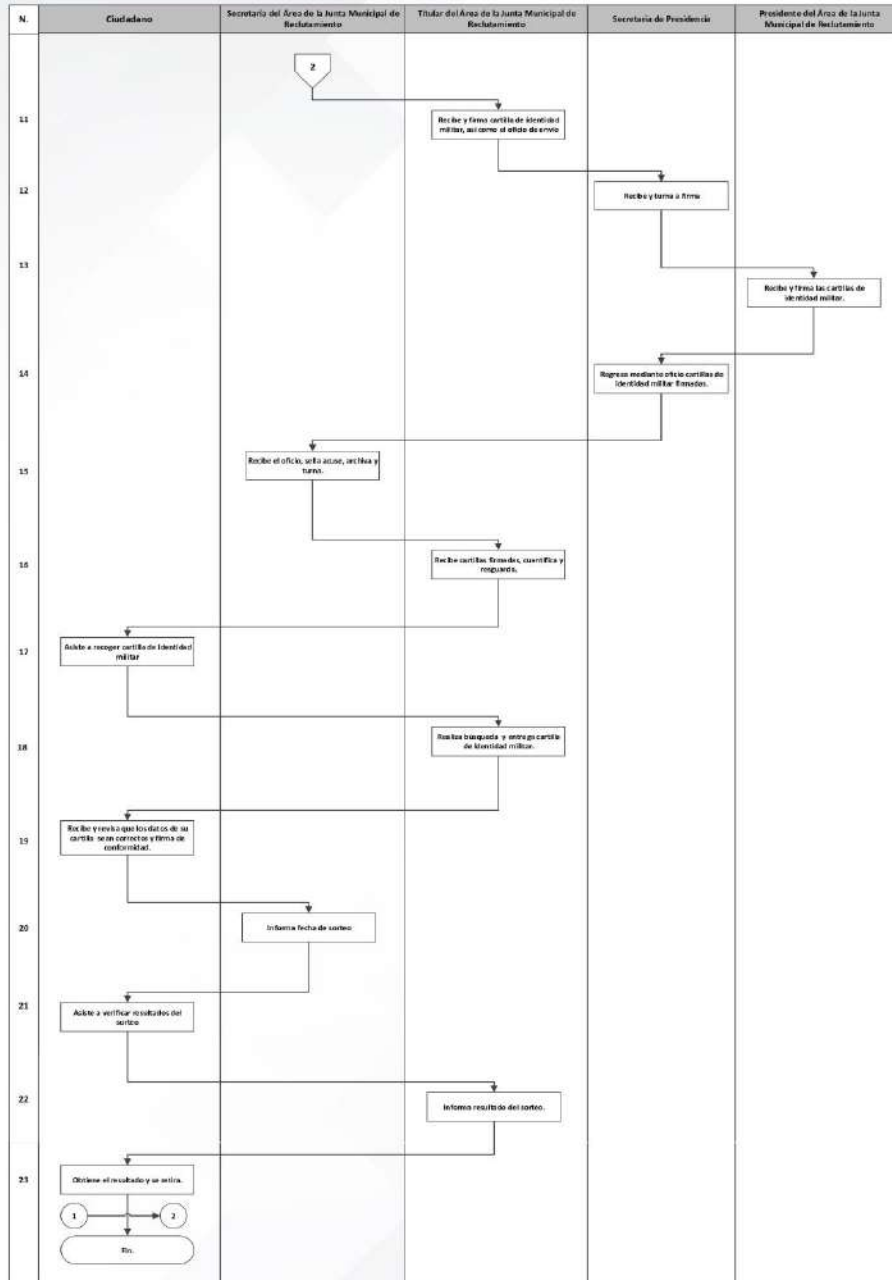 N.
Ciudadano
Secretaría del Área de la Junta Municipal de
Reclutamiento
Titular del Área de la Junta Municipal de
Reclutamiento
Secretaria de Presidencia
Presidente del Área de la Junta
Municipal de Reclutamiento
2
11
Recibe y firma cartilla de identidad
militar, así como el oficio de envío
12
Recibe y turna a firma
13
Recibe y firma las cartillas de
identidad militar.
14
Regresa mediante oficio cartillas de
identidad militar firmadas.
15
Recibe el oficio, sella acuse, archiva y
turna.
16
Recibe cartillas firmadas, cuantifica y
resguarda.
17
Asiste a recoger cartilla de identidad
militar
18
Realiza búsqueda y entrega cartilla
de identidad militar.
19
Recibe y revisa que los datos de su
cartilla sean correctos y firma de
conformidad.
20
Informa fecha de sorteo
21
Asiste a verificar resultados del
sorteo
22
Informa resultado del sorteo.
23
Obtiene el resultado y se retira.
1
2
Fin.